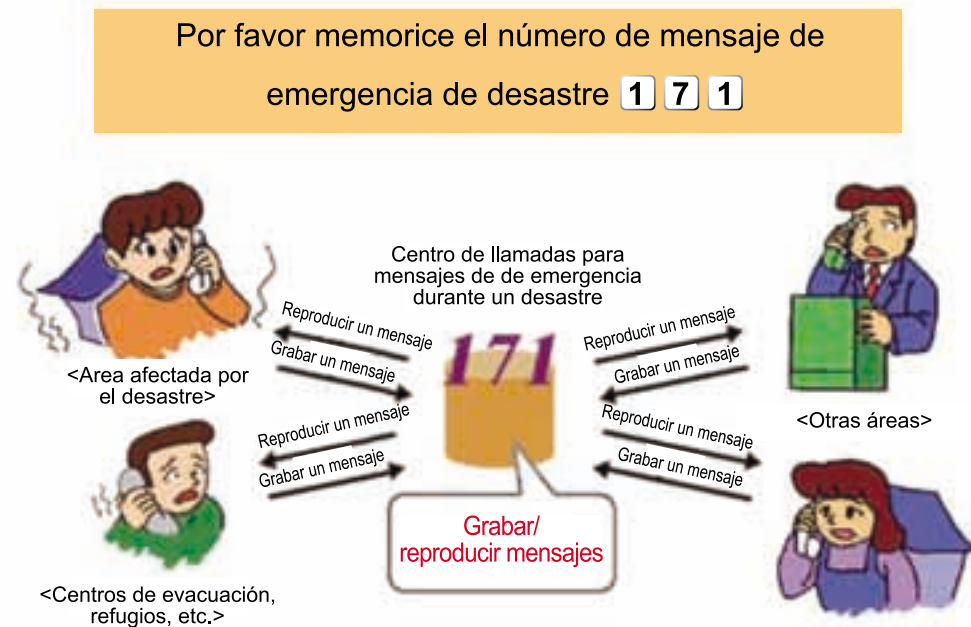 Por favor memorice el número de mensaje de
emergencia de desastre 1 7 1
Centro de llamadas para
mensajes de de emergencia
durante un desastre
Reproducir un mensaje
Grabar un mensaje
<Area afectada por
el desastre>
Reproducir un mensaje
Grabar un mensaje
<Centros de evacuación,
refugios, etc.>
171
Grabar/
reproducir mensajes
Reproducir un mensaje
Grabar un mensaje
<Otras áreas>
Reproducir un mensaje
Grabar un mensaje